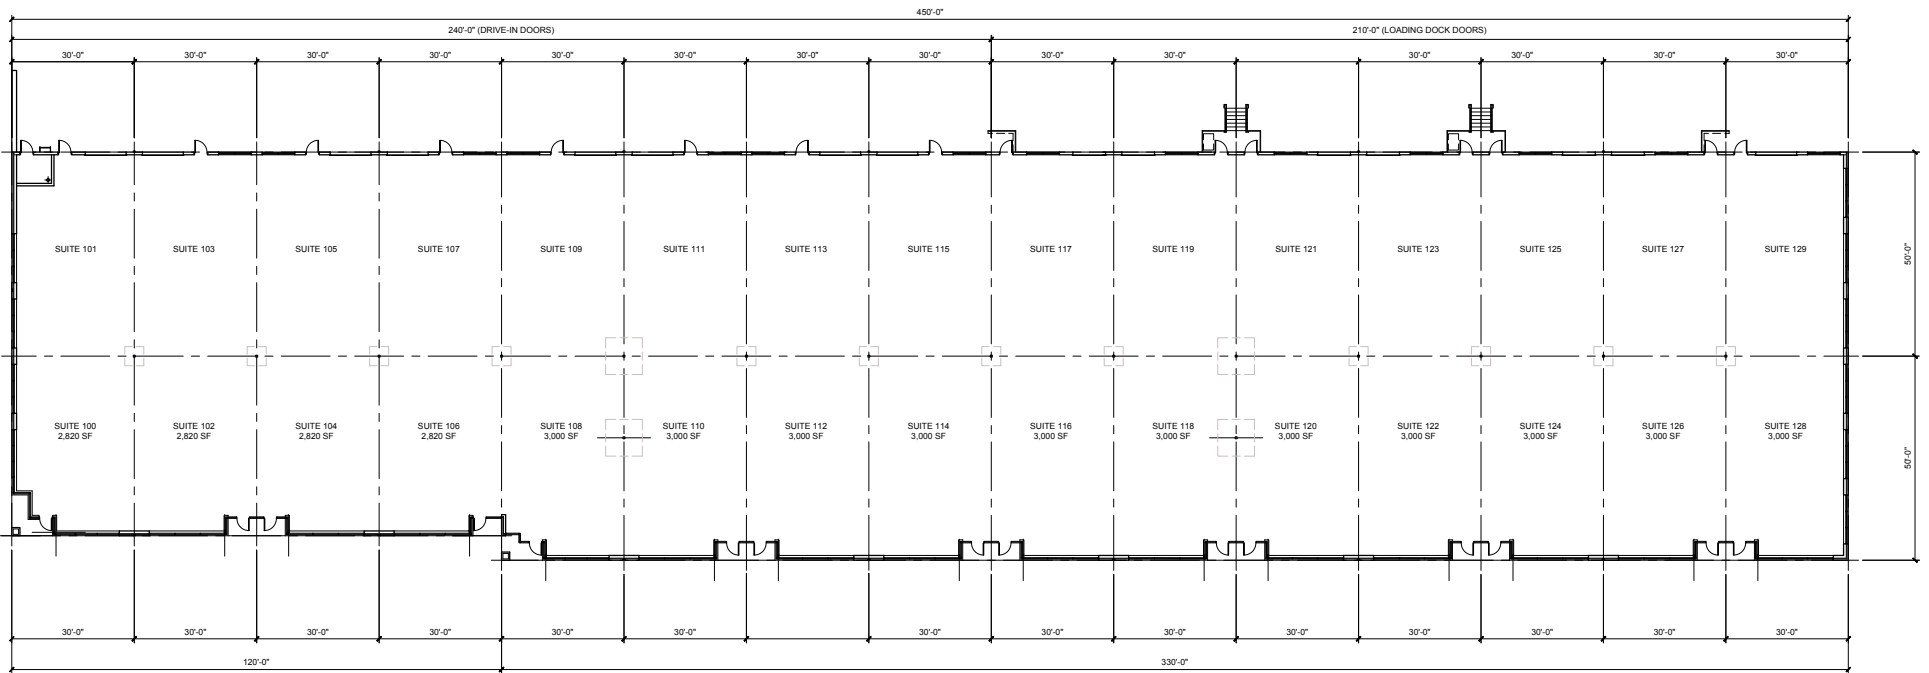 450'-0"
240'-0" (DRIVE-IN DOORS) 210'-0" (LOADING DOCK DOORS)
30'-0" 30'-0" 30'-0" 30'-0" 30'-0" 30'-0" 30'-0" 30'-0" 30'-0" 30'-0" 30'-0" 30'-0" 30'-0" 30'-0"
SUITE 101 SUITE 103 SUITE 105 SUITE 107 SUITE 109 SUITE 111 SUITE 113 SUITE 115 SUITE 117 SUITE 119 SUITE 121 SUITE 123 SUITE 125 SUITE 127 SUITE 129
50'-0"
SUITE 100 SUITE 102 SUITE 104 SUITE 106 SUITE 108 SUITE 110 SUITE 112 SUITE 114 SUITE 116 SUITE 118 SUITE 120 SUITE 122 SUITE 124 SUITE 126 SUITE 128
2,820 SF 2,820 SF 2,820 SF 2,820 SF 3,000 SF 3,000 SF 3,000 SF 3,000 SF 3,000 SF 3,000 SF 3,000 SF 3,000 SF 3,000 SF 3,000 SF 3,000 SF
50'-0"
30'-0" 30'-0" 30'-0" 30'-0" 30'-0" 30'-0" 30'-0" 30'-0" 30'-0" 30'-0" 30'-0" 30'-0" 30'-0" 30'-0"
120'-0" 330'-0"